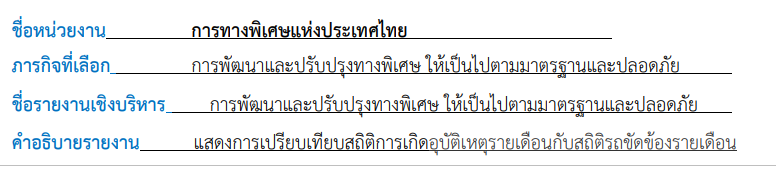 ชื่อหน่วยงาน การทางพิเศษแห่งประเทศไทย
ภารกิจที่เลือก การพัฒนาและปรับปรุงทางพิเศษ ให้เป็นไปตามมาตรฐานและปลอดภัย
ชื่อรายงานเชิงบริหาร การพัฒนาและปรับปรุงทางพิเศษ ให้เป็นไปตามมาตรฐานและปลอดภัย
คำอธิบายรายงาน แสดงการเปรียบเทียบสถิติการเกิดอุบัติเหตุรายเดือนกับสถิติรถขัดข้องรายเดือน